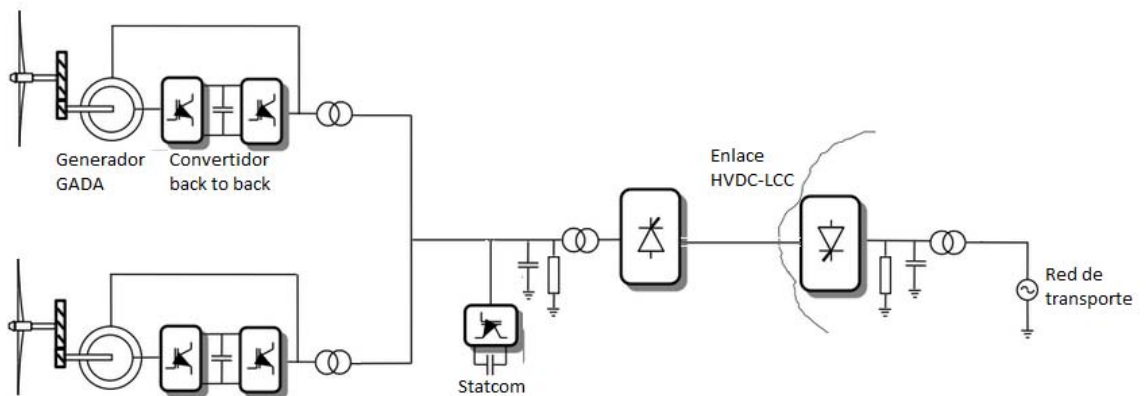 Generador
GADA
Convertidor
back to back
Enlace
HVDC-LCC
Red de
transporte
Statcom